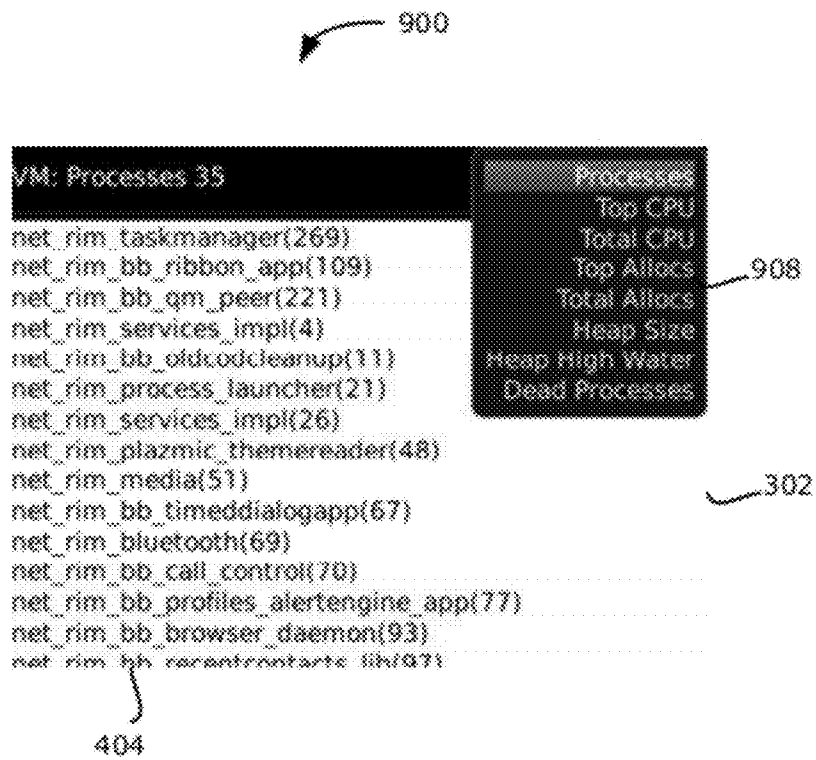 900
VM: Processes 35
Processes
Top CPU
Total CPU
Top Allocs
Total Allocs
Heap Size
Heap High Water
Dead Processes
908
net_rim_taskmanager(269)
net_rim_bb_ribbon_app(109)
net_rim_bb_qm_peer(221)
net_rim_services_impl(4)
net_rim_bb_oldcodcleanup(11)
net_rim_process_launcher(21)
net_rim_services_impl(26)
net_rim_plazmic_themereader(48)
net_rim_media(51)
net_rim_bb_timeddialogapp(67)
net_rim_bluetooth(69)
net_rim_bb_call_control(70)
net_rim_bb_profiles_alertengine_app(77)
net_rim_bb_browser_daemon(93)
net_rim_bb_recentcontacts_lib(97)
302
404